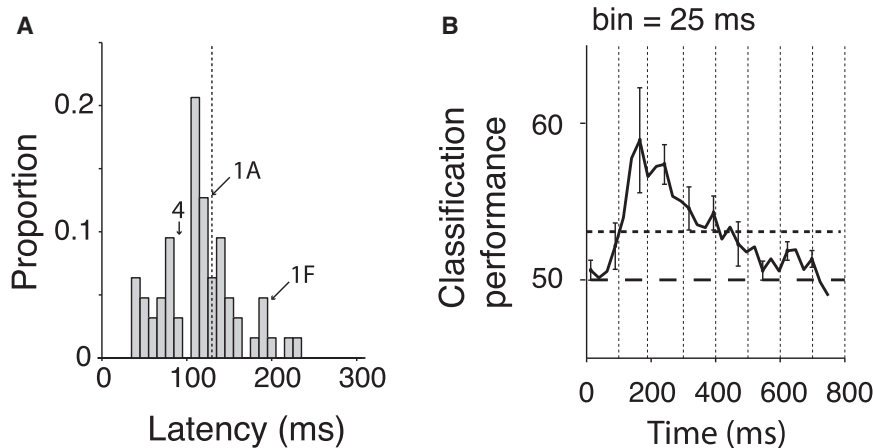 A
Proportion
0.2
0.1
0
4
1A
1F
0 100 200 300
Latency (ms)
B
bin = 25 ms
Classification
performance
60
50
0 200 400 600 800
Time (ms)